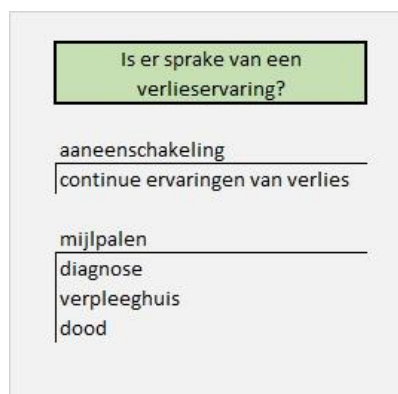 Is er sprake van een
verlieservaring?
aaneenschakeling
continue ervaringen van verlies
mijlpalen
diagnose
verpleeghuis
dood